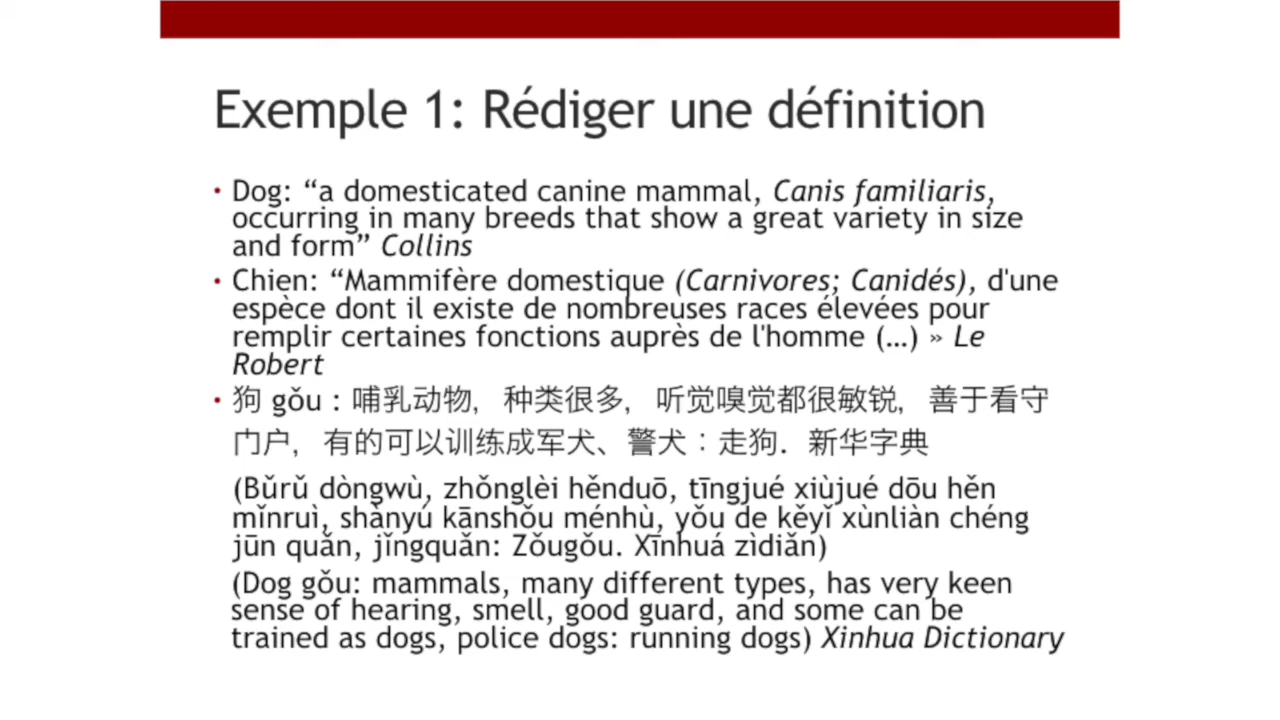 Exemple 1: Rédiger une définition
• Dog: “a domesticated canine mammal, Canis familiaris,
occurring in many breeds that show a great variety in size
and form” Collins
• Chien: “Mammifère domestique (Carnivores; Canidés), d'une
espèce dont il existe de nombreuses races élevées pour
remplir certaines fonctions auprès de l'homme (…) » Le
Robert
• 狗 gǒu : 哺乳动物，种类很多，听觉嗅觉都很敏锐，善于看守
门户，有的可以训练成军犬、警犬：走狗．新华字典
(Bǔrǔ dòngwù, zhǒnglèi hěnduō, tīngjué xiùjué dōu hěn
mǐnruì, shànyú kānshǒu ménhù, yǒu de kěyǐ xùnliàn chéng
jūn quǎn, jǐngquǎn: Zǒugǒu. Xīnhuá zìdiǎn)
(Dog gǒu: mammals, many different types, has very keen
sense of hearing, smell, good guard, and some can be
trained as dogs, police dogs: running dogs) Xinhua Dictionary